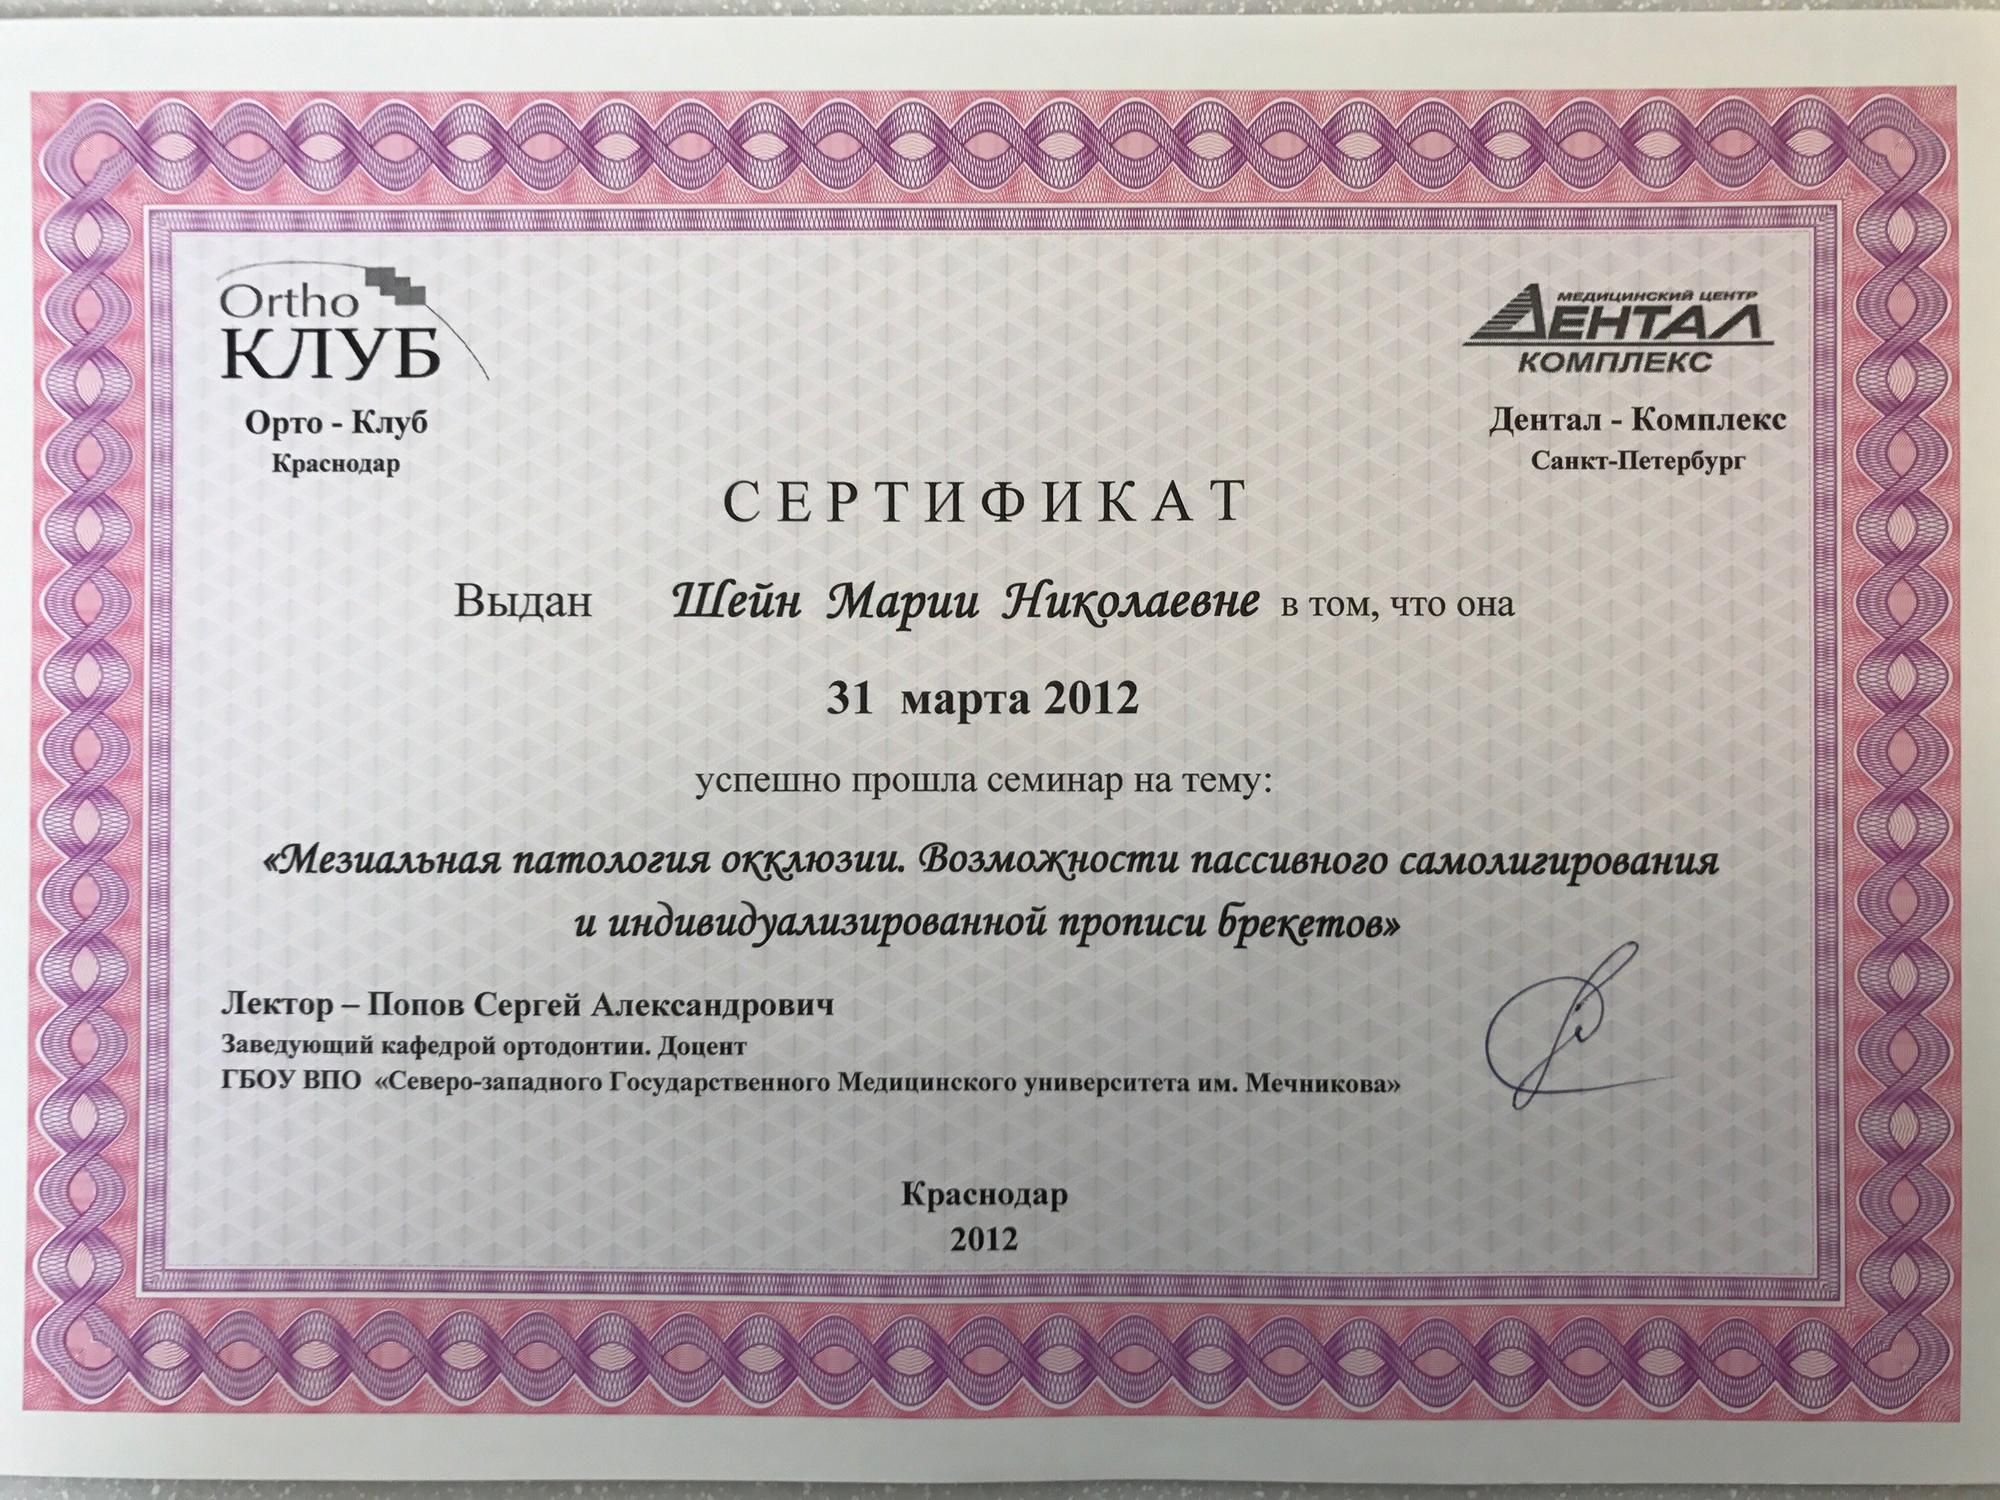 Ortho
КЛУБ
Орто - Клуб
Краснодар
МЕДИЦИНСКИЙ ЦЕНТР
ДЕНТАЛ
КОМПЛЕКС
Дентал - Комплекс
Санкт-Петербург
СЕРТИФИКАТ
Выдан Шейн Марии Николаевне в том, что она
31 марта 2012
успешно прошла семинар на тему:
«Мезиальная патология окклюзии. Возможности пассивного самолигирования
и индивидуализированной прописи брекетов»
Лектор – Попов Сергей Александрович
Заведующий кафедрой ортодонтии. Доцент
ГБОУ ВПО «Северо-западного Государственного Медицинского университета им. Мечникова»
Краснодар
2012